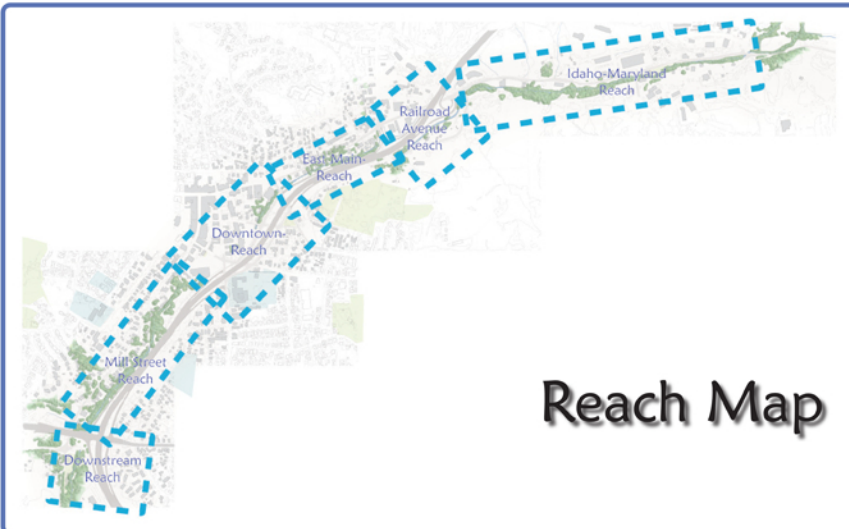 Idaho-Maryland
Reach
Railroad
Avenue
Reach
East Main
Reach
Downtown
Reach
Mill Street
Reach
Reach Map
Downstream
Reach